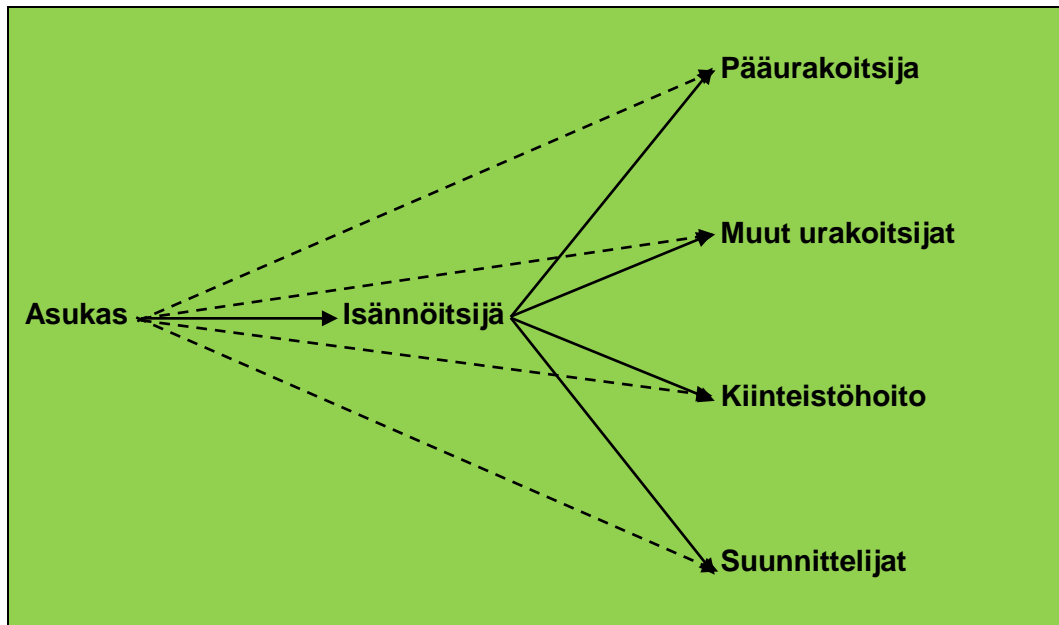 Pääurakoitsija
Muut urakoitsijat
Asukas
Isännöitsijä
Kiinteistöhoito
Suunnittelijat